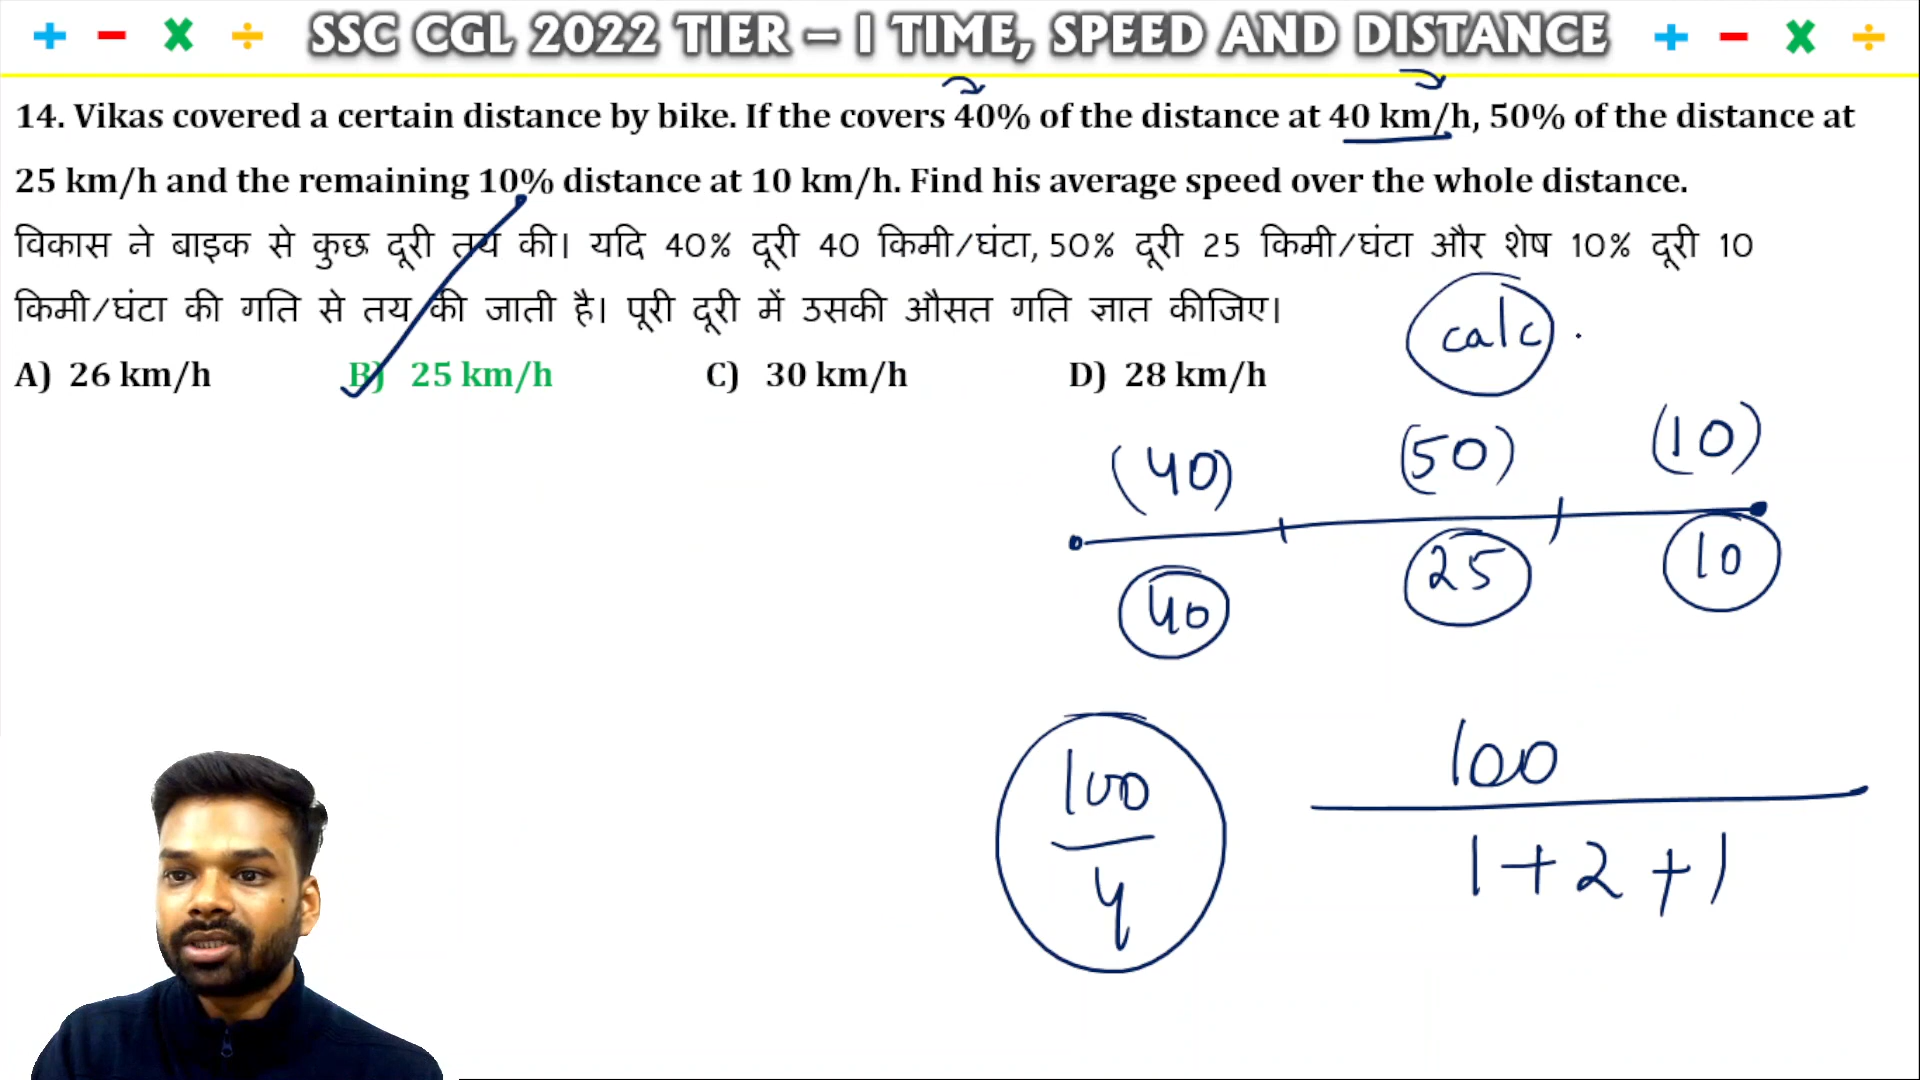 + - × ÷ SSC CGL 2022 TIER – I TIME, SPEED AND DISTANCE + - × ÷
14. Vikas covered a certain distance by bike. If the covers 40% of the distance at 40 km/h, 50% of the distance at
25 km/h and the remaining 10% distance at 10 km/h. Find his average speed over the whole distance.
विकास ने बाइक से कुछ दूरी तय की। यदि 40% दूरी 40 किमी/घंटा, 50% दूरी 25 किमी/घंटा और शेष 10% दूरी 10
किमी/घंटा की गति से तय की जाती है। पूरी दूरी में उसकी औसत गति ज्ञात कीजिए।
A) 26 km/h B) 25 km/h C) 30 km/h D) 28 km/h
calc
(40) (50) (10)
40 25 10
100
4
100
1+2+1